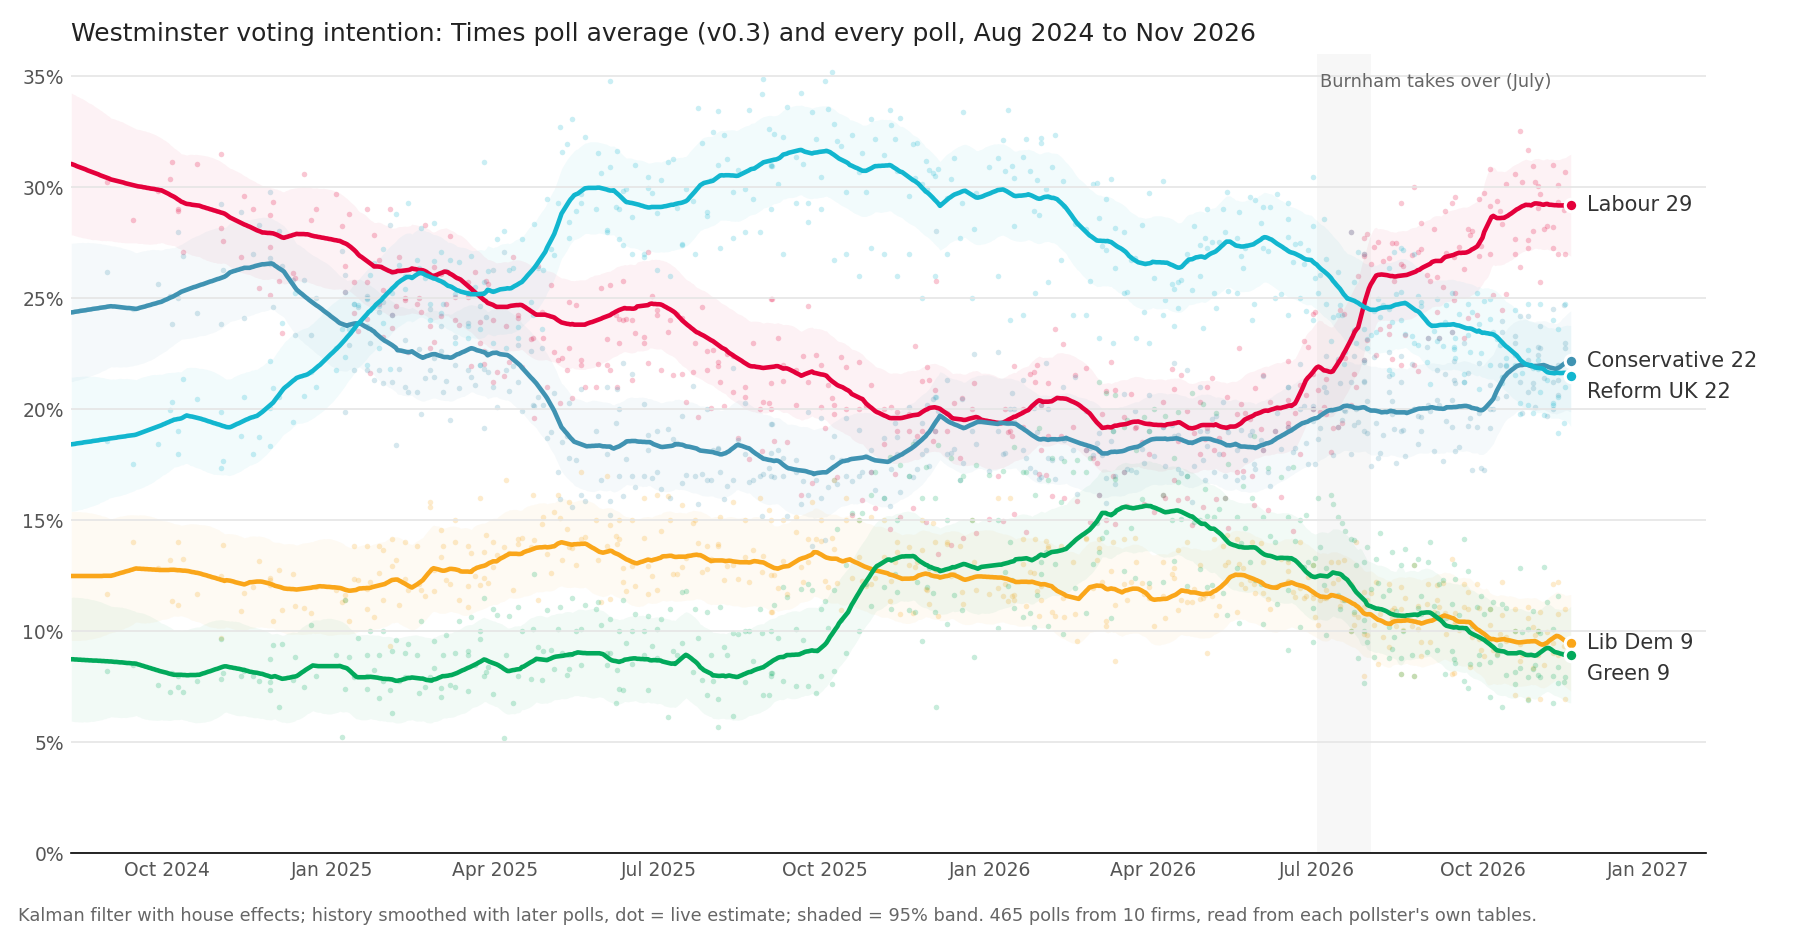 Westminster voting intention: Times poll average (v0.3) and every poll, Aug 2024 to Nov 2026
35%
Burnham takes over (July)
30%
Labour 29
25%
Conservative 22
Reform UK 22
20%
15%
10%
Lib Dem 9
Green 9
5%
0%
Oct 2024 Jan 2025 Apr 2025 Jul 2025 Oct 2025 Jan 2026 Apr 2026 Jul 2026 Oct 2026 Jan 2027
Kalman filter with house effects; history smoothed with later polls, dot = live estimate; shaded = 95% band. 465 polls from 10 firms, read from each pollster's own tables.